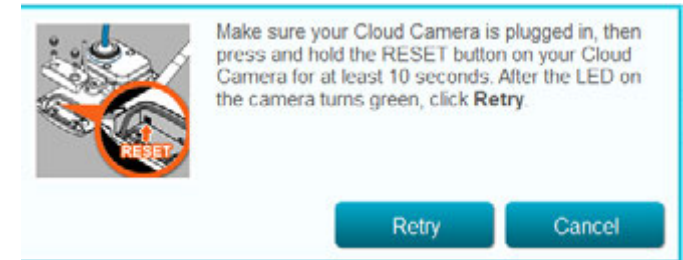 Make sure your Cloud Camera is plugged in, then
press and hold the RESET button on your Cloud
Camera for at least 10 seconds. After the LED on
the camera turns green, click Retry.
RESET
Retry
Cancel